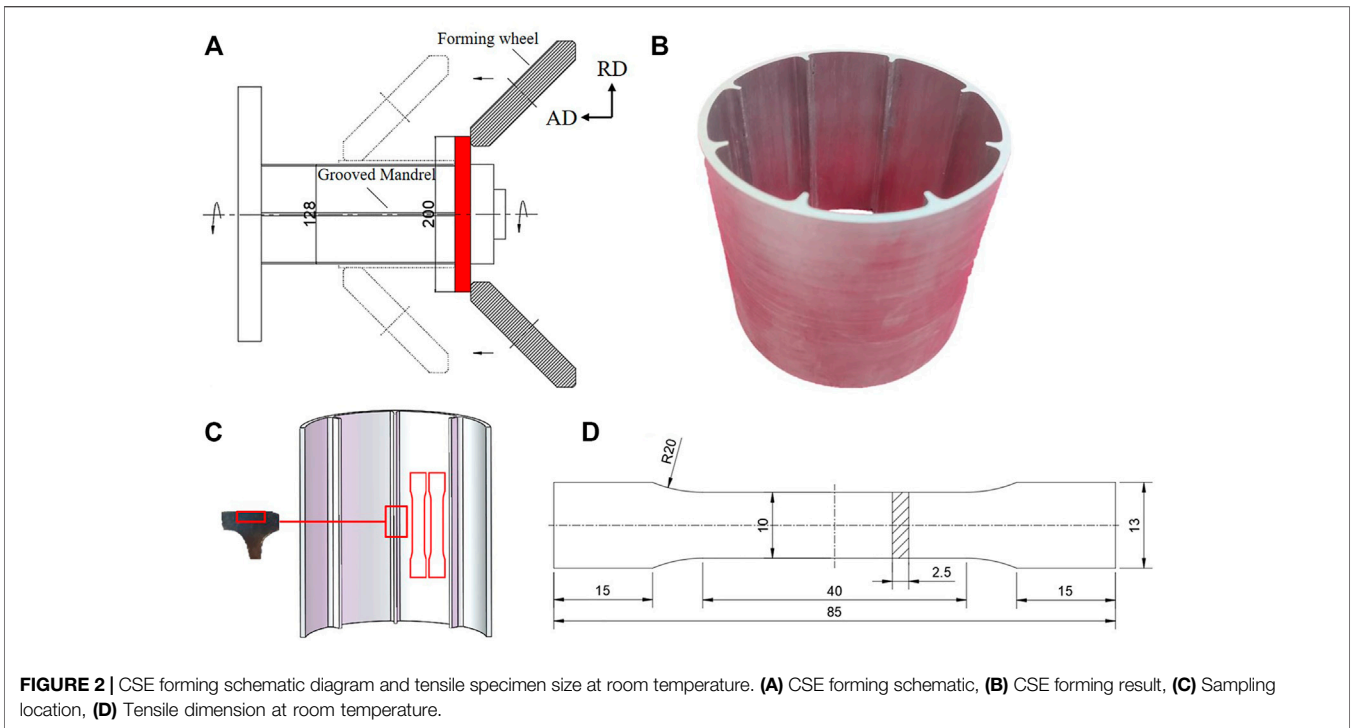 A
Forming wheel
RD
AD
Grooved Mandrel
128
200
B
C
D
R20
10
13
2.5
15
40
15
85
FIGURE 2 | CSE forming schematic diagram and tensile specimen size at room temperature. (A) CSE forming schematic, (B) CSE forming result, (C) Sampling
location, (D) Tensile dimension at room temperature.